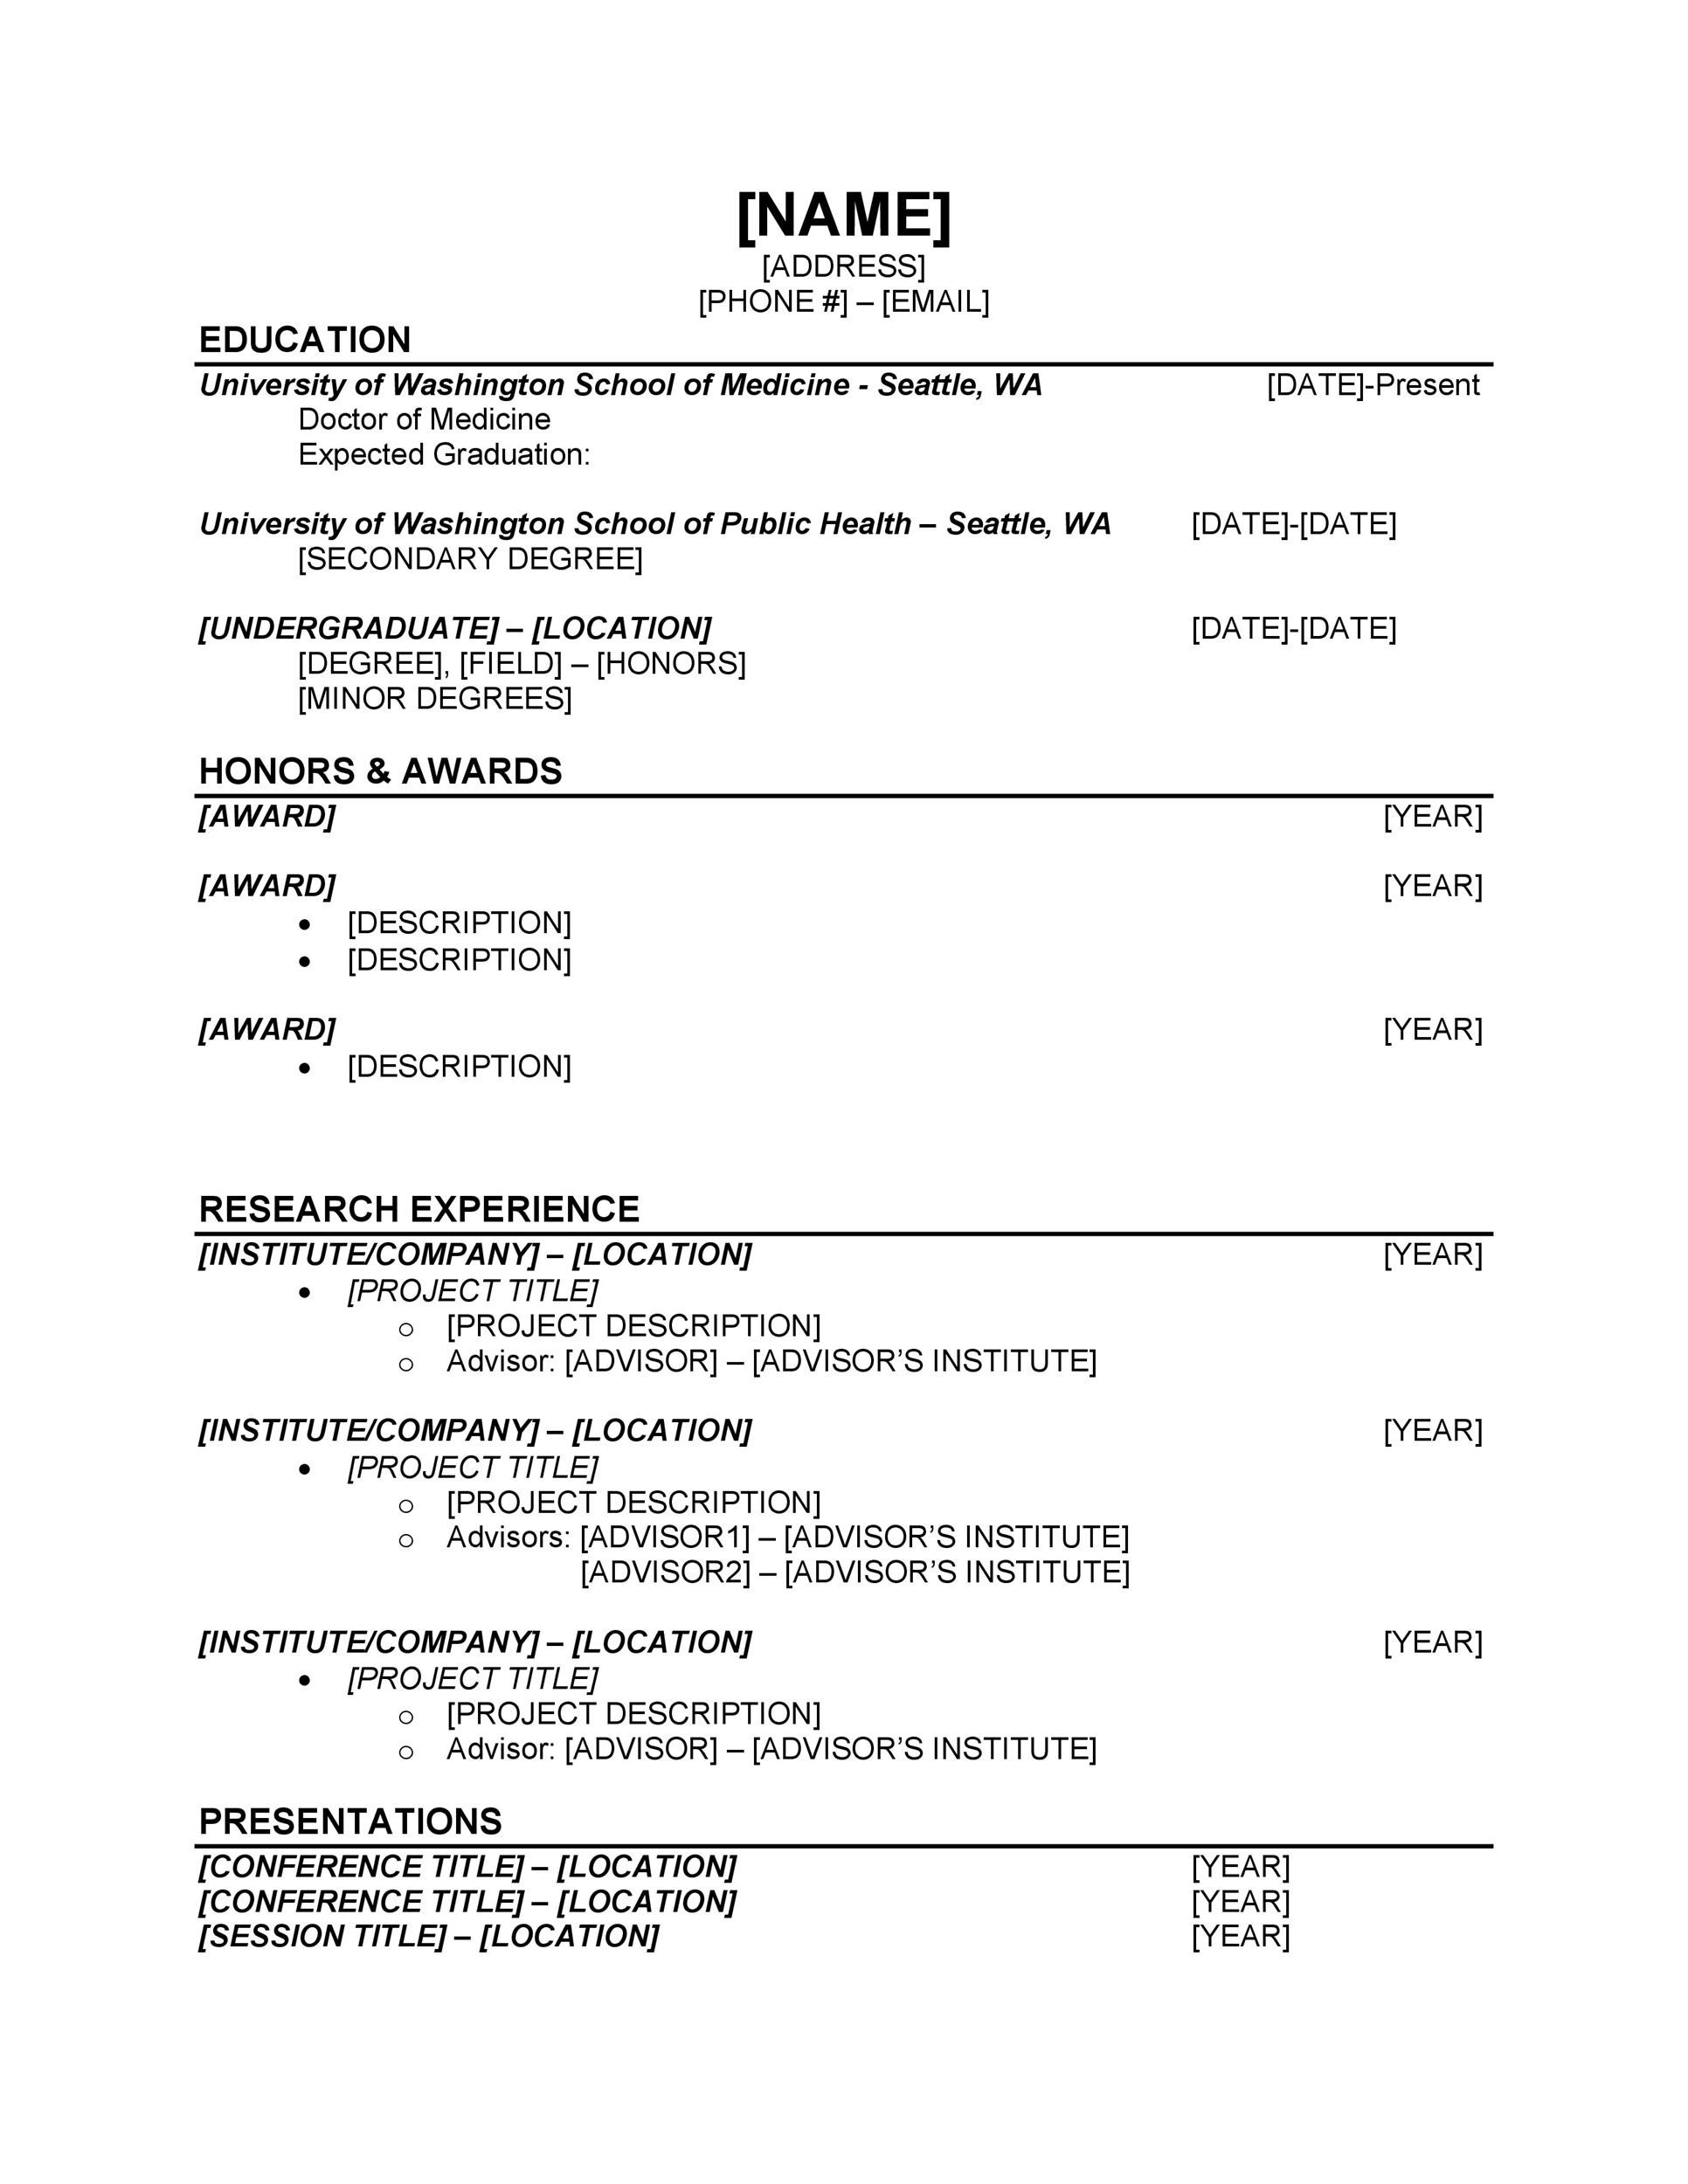 [NAME]
[ADDRESS]
[PHONE #] – [EMAIL]
EDUCATION
University of Washington School of Medicine - Seattle, WA [DATE]-Present
Doctor of Medicine
Expected Graduation:
University of Washington School of Public Health – Seattle, WA [DATE]-[DATE]
[SECONDARY DEGREE]
[UNDERGRADUATE] – [LOCATION] [DATE]-[DATE]
[DEGREE], [FIELD] – [HONORS]
[MINOR DEGREES]
HONORS & AWARDS
[AWARD] [YEAR]
[AWARD] [YEAR]
• [DESCRIPTION]
• [DESCRIPTION]
[AWARD] [YEAR]
• [DESCRIPTION]
RESEARCH EXPERIENCE
[INSTITUTE/COMPANY] – [LOCATION] [YEAR]
• [PROJECT TITLE]
o [PROJECT DESCRIPTION]
o Advisor: [ADVISOR] – [ADVISOR’S INSTITUTE]
[INSTITUTE/COMPANY] – [LOCATION] [YEAR]
• [PROJECT TITLE]
o [PROJECT DESCRIPTION]
o Advisors: [ADVISOR1] – [ADVISOR’S INSTITUTE]
[ADVISOR2] – [ADVISOR’S INSTITUTE]
[INSTITUTE/COMPANY] – [LOCATION] [YEAR]
• [PROJECT TITLE]
o [PROJECT DESCRIPTION]
o Advisor: [ADVISOR] – [ADVISOR’S INSTITUTE]
PRESENTATIONS
[CONFERENCE TITLE] – [LOCATION] [YEAR]
[CONFERENCE TITLE] – [LOCATION] [YEAR]
[SESSION TITLE] – [LOCATION] [YEAR]